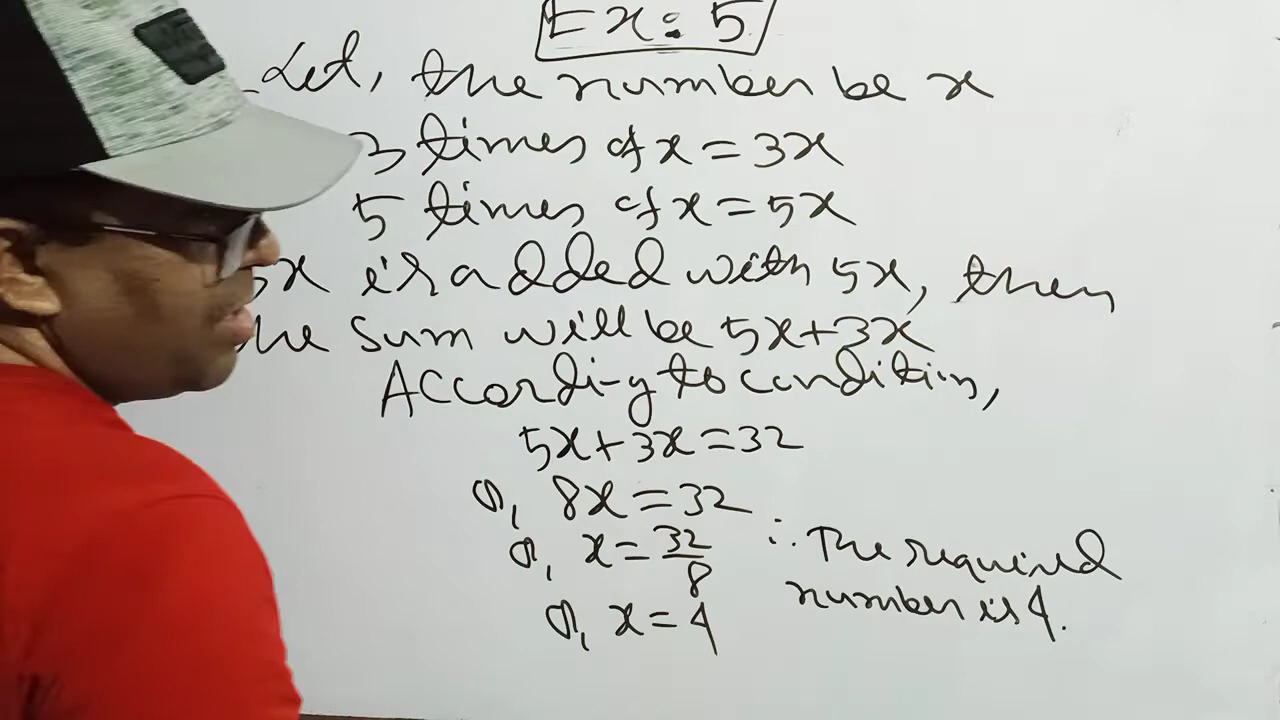 Ex: 5
Let, the number be x
3 times of x = 3x
5 times of x = 5x
3x is added with 5x, then
the sum will be 5x+3x
According to condition,
5x+3x=32
or, 8x=32
or, x=32/8
or, x=4
∴ The required
number is 4.